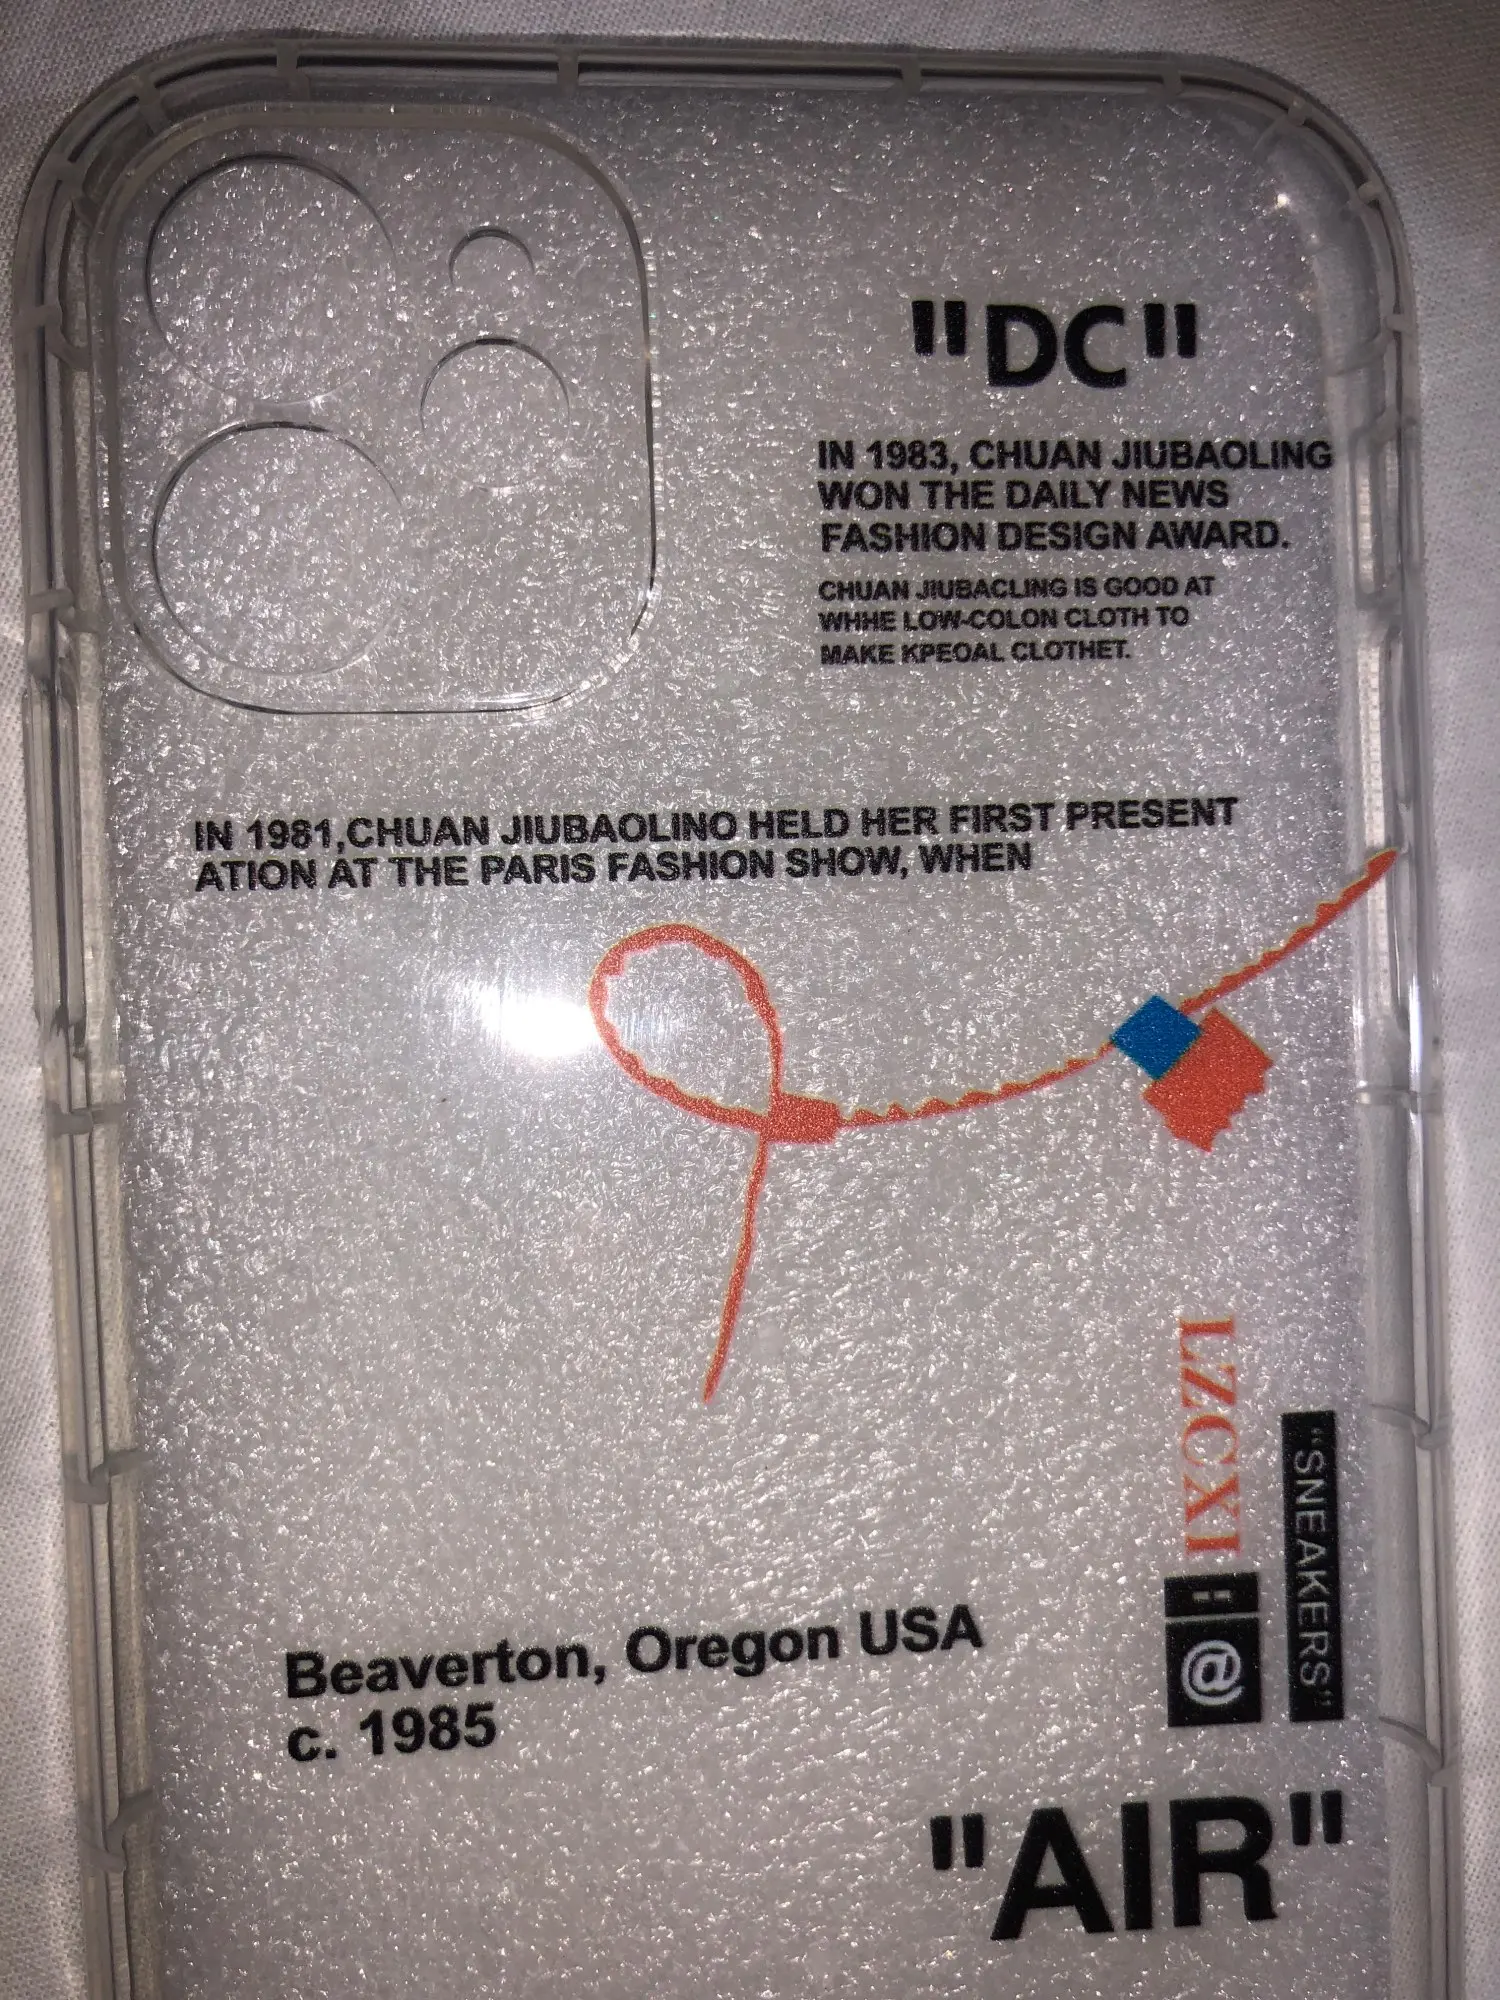 "DC"
IN 1983, CHUAN JIUBAOLING
WON THE DAILY NEWS
FASHION DESIGN AWARD.
CHUAN JIUBACLING IS GOOD AT
WHHE LOW-COLON CLOTH TO
MAKE KPEOAL CLOTHET.
IN 1981,CHUAN JIUBAOLINO HELD HER FIRST PRESENT
ATION AT THE PARIS FASHION SHOW, WHEN
LZCXI
"SNEAKERS"
@
Beaverton, Oregon USA
c. 1985
"AIR"